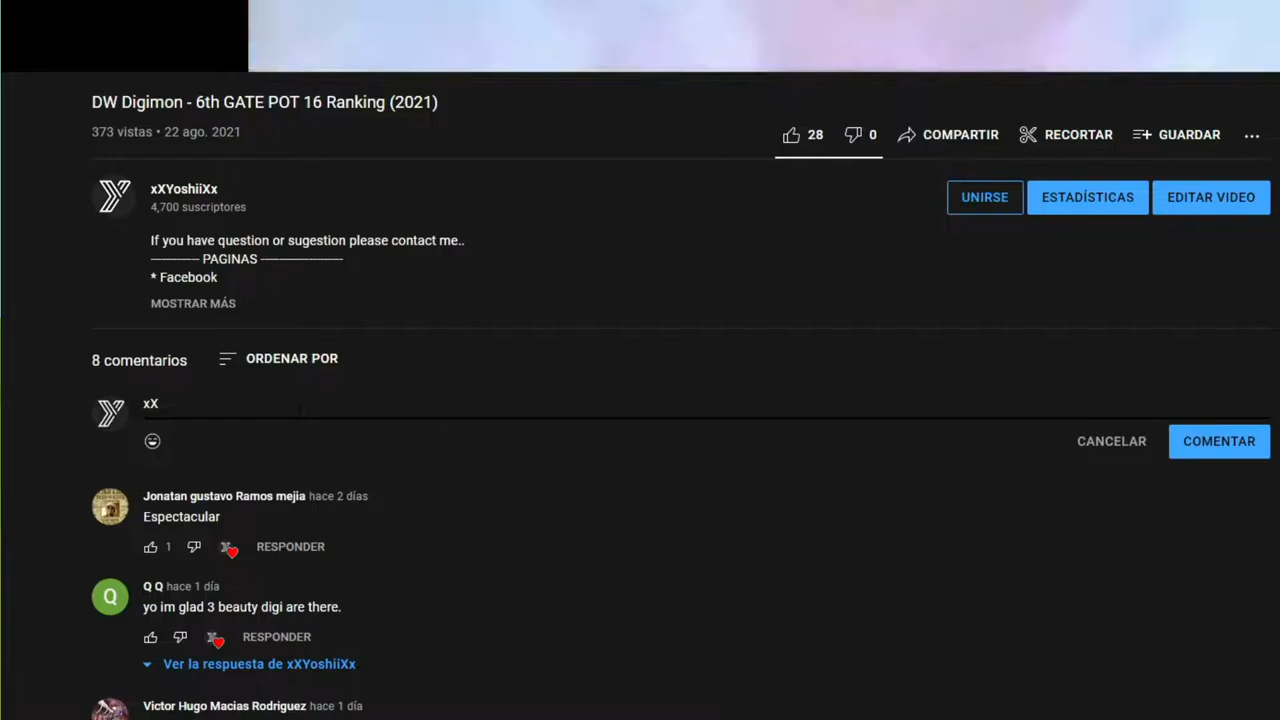 DW Digimon - 6th GATE POT 16 Ranking (2021)
373 vistas • 22 ago. 2021
28 0 COMPARTIR RECORTAR GUARDAR ...
xXYoshiiXx
4,700 suscriptores
UNIRSE ESTADÍSTICAS EDITAR VIDEO
If you have question or sugestion please contact me..
---------- PAGINAS -----------------
* Facebook
MOSTRAR MÁS
8 comentarios ORDENAR POR
xX
CANCELAR COMENTAR
Jonatan gustavo Ramos mejia hace 2 días
Espectacular
1 RESPONDER
Q
Q Q hace 1 día
yo im glad 3 beauty digi are there.
RESPONDER
Ver la respuesta de xXYoshiiXx
Victor Hugo Macias Rodriguez hace 1 día